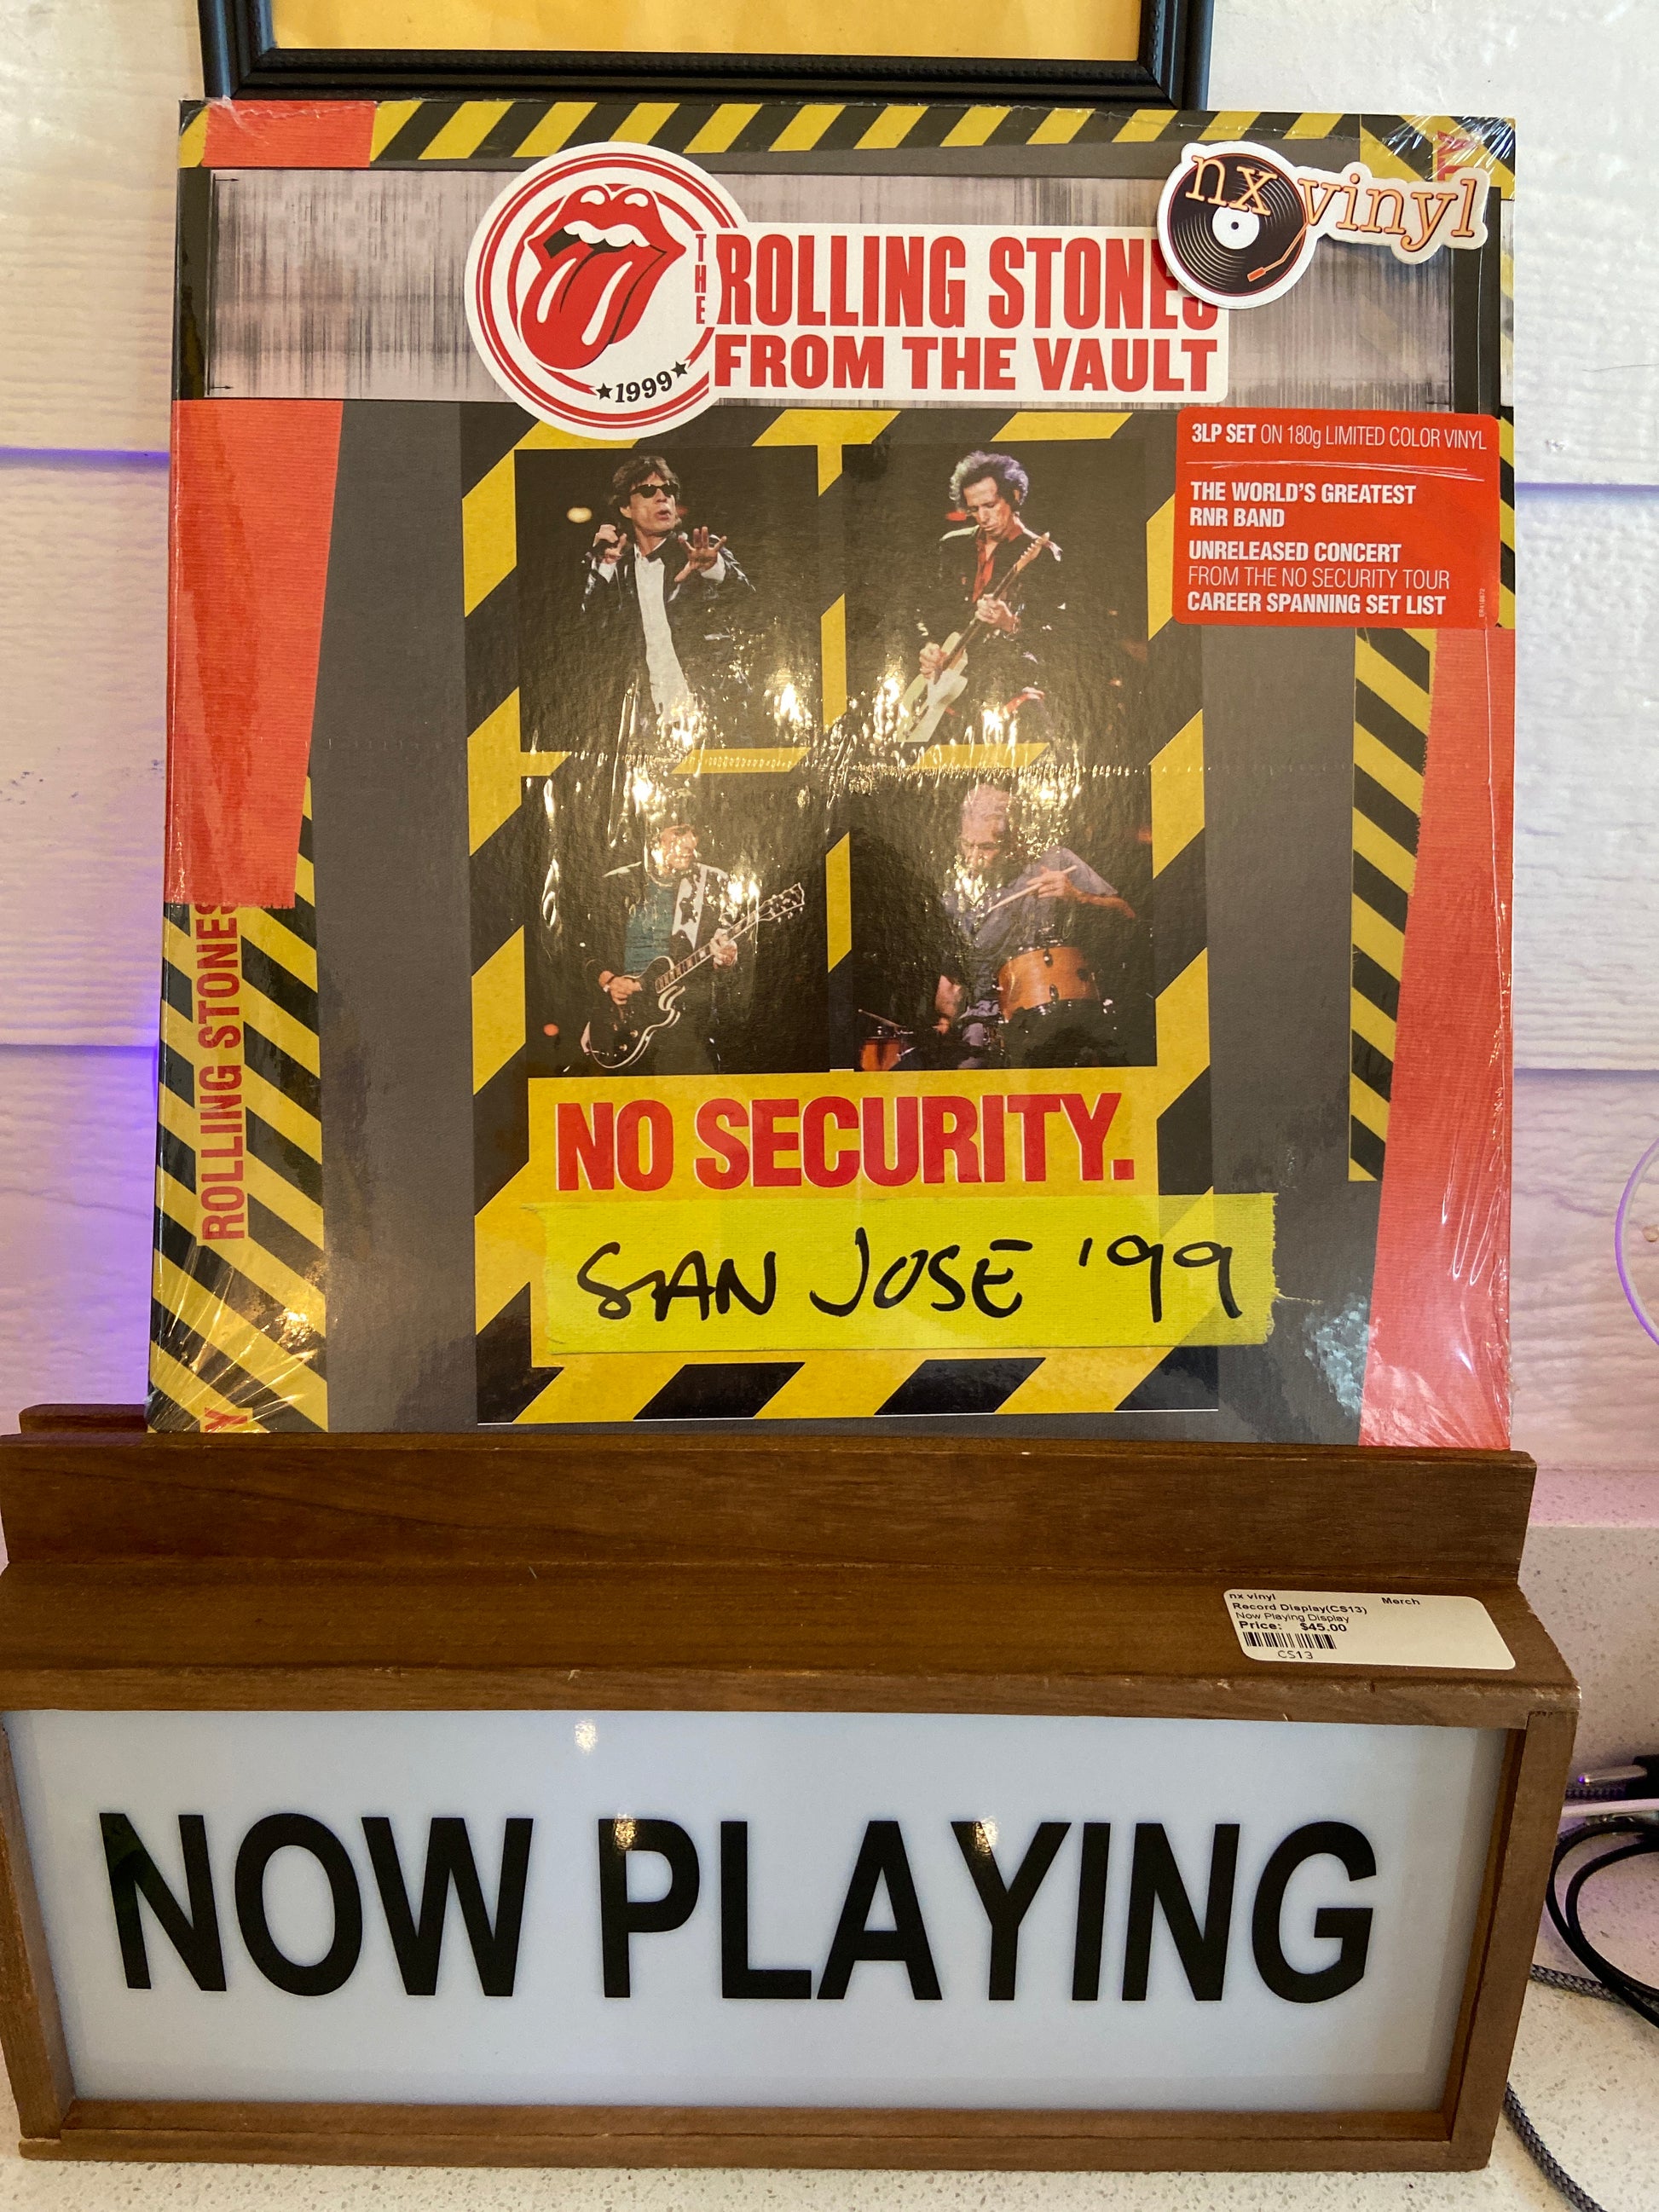 nx vinyl
THE
ROLLING STONES
FROM THE VAULT
★1999★
3LP SET ON 180g LIMITED COLOR VINYL
THE WORLD'S GREATEST
RNR BAND
UNRELEASED CONCERT
FROM THE NO SECURITY TOUR
CAREER SPANNING SET LIST
ROLLING STONES
NO SECURITY.
SAN JOSE '99
Y
nx vinyl Merch
Record Display(CS13)
Now Playing Display
Price: $45.00
CS13
NOW PLAYING